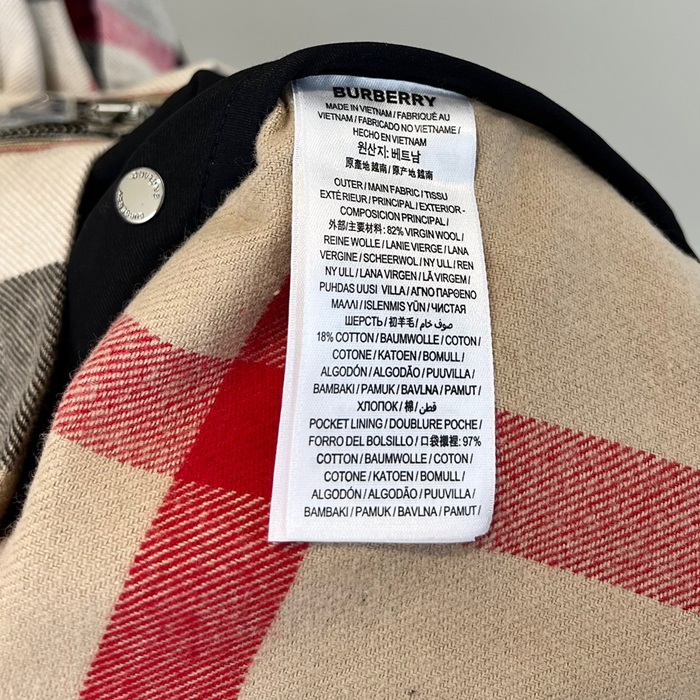 BURBERRY
MADE IN VIETNAM / FABRIQUÉ AU
VIETNAM / FABRICADO NO VIETNAME /
HECHO EN VIETNAM
원산지: 베트남
原產地 越南 / 原产地 越南
OUTER / MAIN FABRIC / TISSU
EXTÉRIEUR / PRINCIPAL / EXTERIOR -
COMPOSICION PRINCIPAL /
外部/主要材料: 82% VIRGIN WOOL /
REINE WOLLE / LANIE VIERGE / LANA
VERGINE / SCHEERWOL / NY ULL / REN
NY ULL / LANA VIRGEN / LÃ VIRGEM /
PUHDAS UUSI VILLA / ΑΓΝΟ ΠΑΡΘΕΝΟ
ΜΑΛΛΙ / ISLENMIS YÜN / ЧИСТАЯ
ШЕРСТЬ / 初羊毛 / صوف خام /
18% COTTON / BAUMWOLLE / COTON /
COTONE / KATOEN / BOMULL /
ALGODÓN / ALGODÃO / PUUVILLA /
BAMBAKI / PAMUK / BAVLNA / PAMUT /
ХЛОПОК / 棉 / قطن /
POCKET LINING / DOUBLURE POCHE /
FORRO DEL BOLSILLO / 口袋襯裡: 97%
COTTON / BAUMWOLLE / COTON /
COTONE / KATOEN / BOMULL /
ALGODÓN / ALGODÃO / PUUVILLA /
BAMBAKI / PAMUK / BAVLNA / PAMUT /